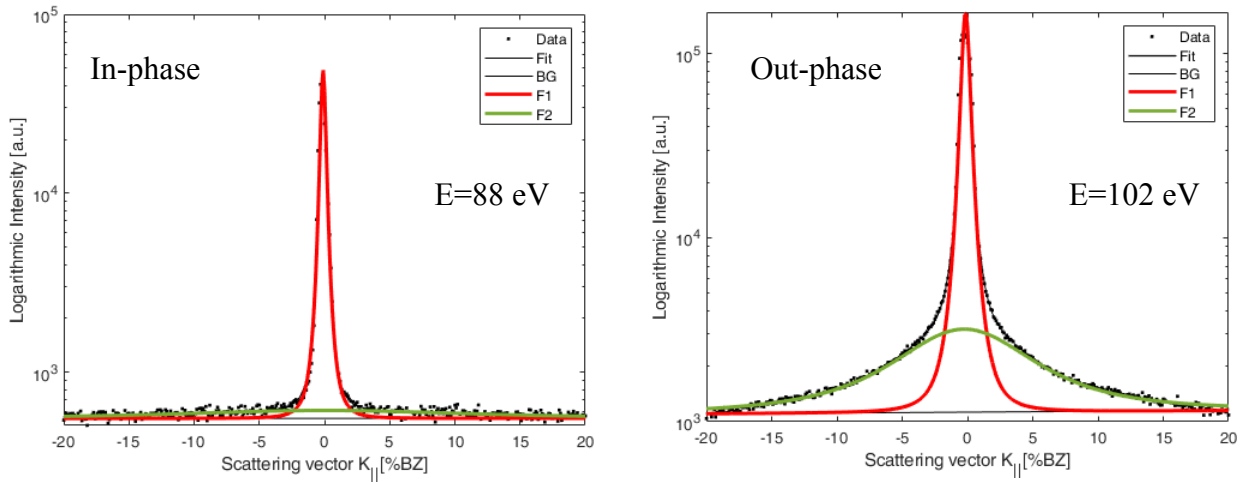 10^5
In-phase
Data
Fit
BG
F1
F2
E=88 eV
10^4
10^3
Logarithmic Intensity [a.u.]
-20 -15 -10 -5 0 5 10 15 20
Scattering vector K_||[%BZ]
10^5
Out-phase
Data
Fit
BG
F1
F2
E=102 eV
10^4
10^3
Logarithmic Intensity [a.u.]
-20 -15 -10 -5 0 5 10 15 20
Scattering vector K_||[%BZ]